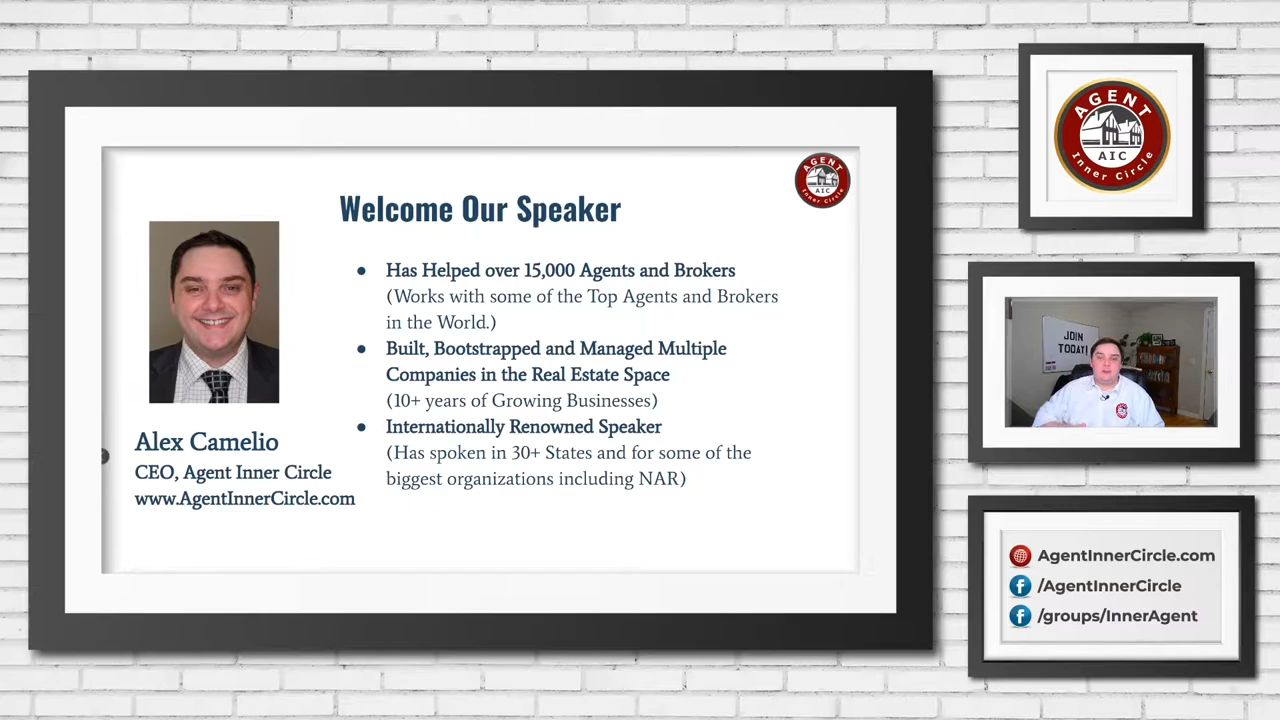 Welcome Our Speaker
AGENT
AIC
Inner Circle
● Has Helped over 15,000 Agents and Brokers
(Works with some of the Top Agents and Brokers
in the World.)
● Built, Bootstrapped and Managed Multiple
Companies in the Real Estate Space
(10+ years of Growing Businesses)
● Internationally Renowned Speaker
(Has spoken in 30+ States and for some of the
biggest organizations including NAR)
Alex Camelio
CEO, Agent Inner Circle
www.AgentInnerCircle.com
AGENT
AIC
Inner Circle
JOIN
TODAY!
AgentInnerCircle.com
f /AgentInnerCircle
f /groups/InnerAgent